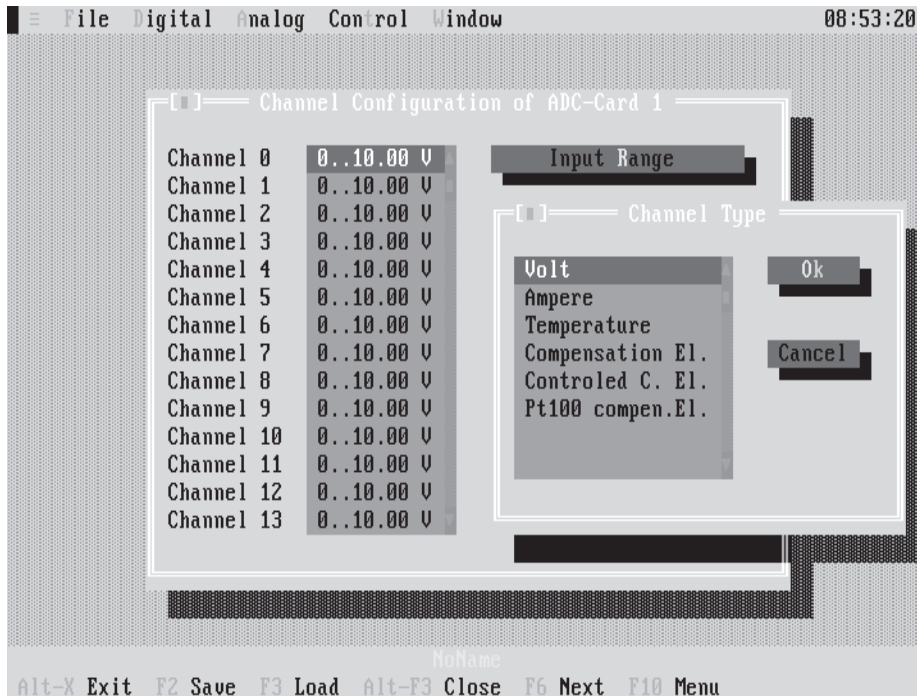 ≡ File Digital Analog Control Window 08:53:20
Channel Configuration of ADC-Card 1
Channel 0 0..10.00 V
Input Range
Channel 1 0..10.00 V
Channel 2 0..10.00 V
Channel 3 0..10.00 V
Channel 4 0..10.00 V
Channel 5 0..10.00 V
Channel 6 0..10.00 V
Channel 7 0..10.00 V
Channel 8 0..10.00 V
Channel 9 0..10.00 V
Channel 10 0..10.00 V
Channel 11 0..10.00 V
Channel 12 0..10.00 V
Channel 13 0..10.00 V
Channel Type
Volt
Ampere
Temperature
Compensation El.
Controled C. El.
Pt100 compen.El.
Ok
Cancel
NoName
Alt-X Exit F2 Save F3 Load Alt-F3 Close F6 Next F10 Menu